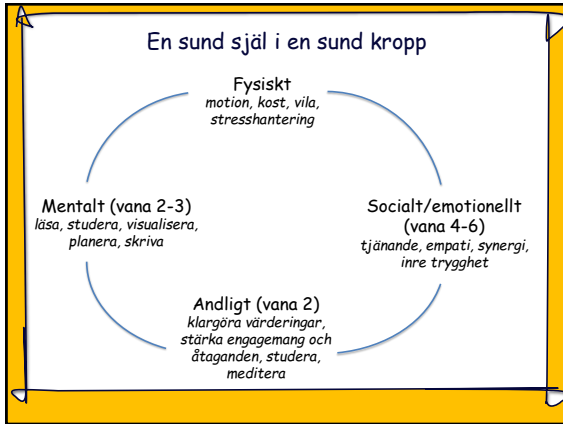 En sund själ i en sund kropp
Fysiskt
motion, kost, vila,
stresshantering
Mentalt (vana 2-3)
läsa, studera, visualisera,
planera, skriva
Socialt/emotionellt
(vana 4-6)
tjänande, empati, synergi,
inre trygghet
Andligt (vana 2)
klargöra värderingar,
stärka engagemang och
åtaganden, studera,
meditera